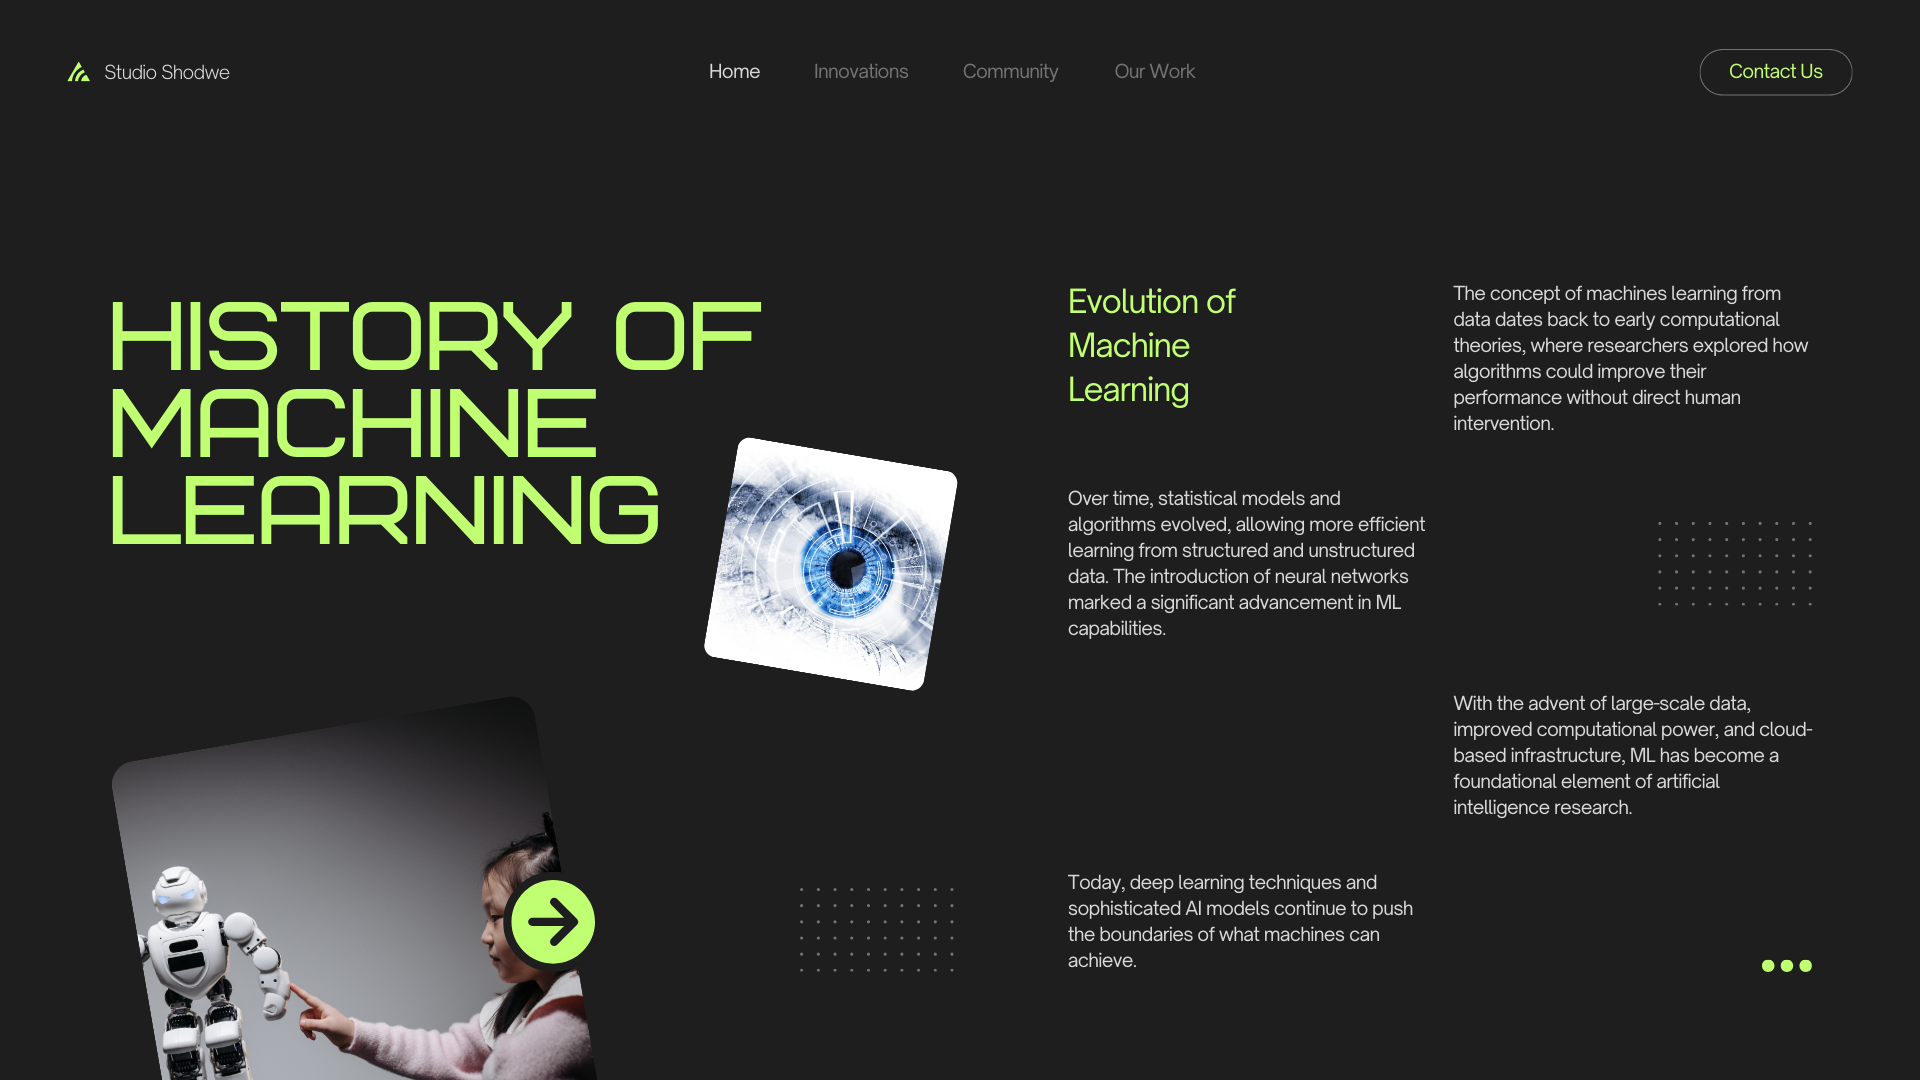 Studio Shodwe
Home
Innovations
Community
Our Work
Contact Us
HISTORY OF
MACHINE
LEARNING
Evolution of
Machine
Learning
The concept of machines learning from
data dates back to early computational
theories, where researchers explored how
algorithms could improve their
performance without direct human
intervention.
Over time, statistical models and
algorithms evolved, allowing more efficient
learning from structured and unstructured
data. The introduction of neural networks
marked a significant advancement in ML
capabilities.
With the advent of large-scale data,
improved computational power, and cloud-
based infrastructure, ML has become a
foundational element of artificial
intelligence research.
Today, deep learning techniques and
sophisticated AI models continue to push
the boundaries of what machines can
achieve.